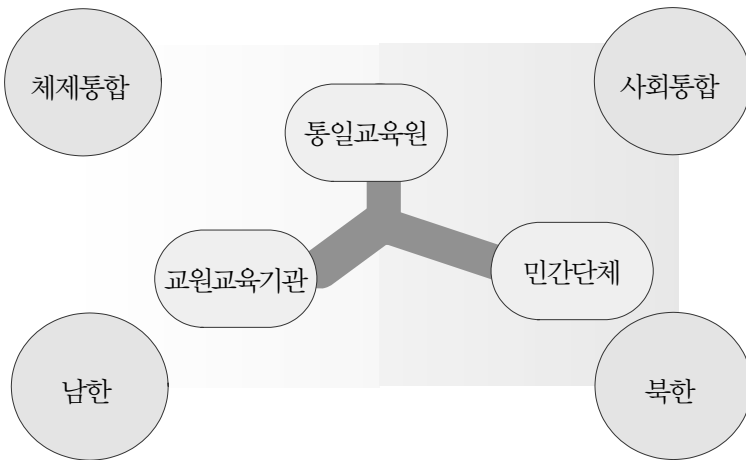 체제통합
사회통합
통일교육원
교원교육기관
민간단체
남한
북한